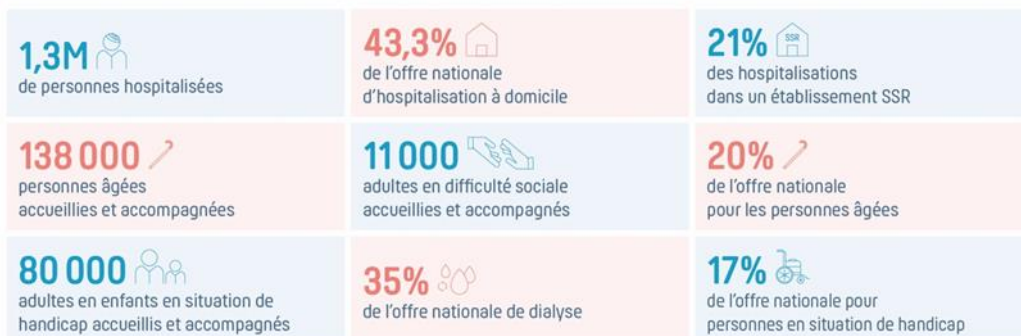 1,3M
de personnes hospitalisées
43,3%
de l'offre nationale
d'hospitalisation à domicile
21%
SSR
des hospitalisations
dans un établissement SSR
138 000
personnes âgées
accueillies et accompagnées
11 000
adultes en difficulté sociale
accueillies et accompagnés
20%
de l'offre nationale
pour les personnes âgées
80 000
adultes en enfants en situation de
handicap accueillis et accompagnés
35%
de l'offre nationale de dialyse
17%
de l'offre nationale pour
personnes en situation de handicap